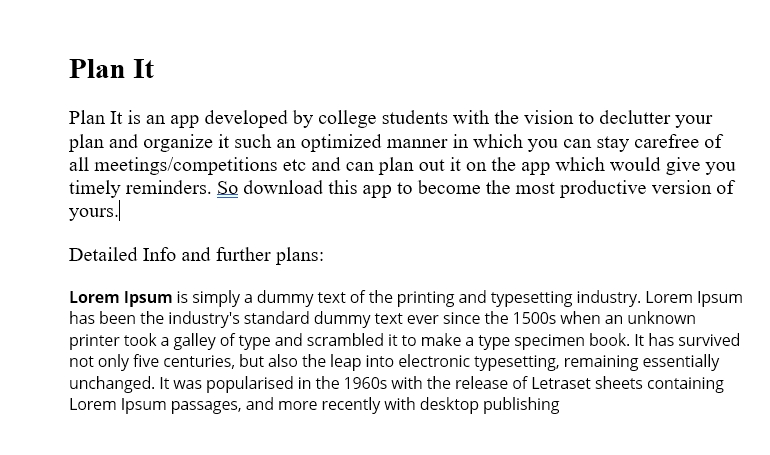 Plan It
Plan It is an app developed by college students with the vision to declutter your
plan and organize it such an optimized manner in which you can stay carefree of
all meetings/competitions etc and can plan out it on the app which would give you
timely reminders. So download this app to become the most productive version of
yours.
Detailed Info and further plans:
Lorem Ipsum is simply a dummy text of the printing and typesetting industry. Lorem Ipsum
has been the industry's standard dummy text ever since the 1500s when an unknown
printer took a galley of type and scrambled it to make a type specimen book. It has survived
not only five centuries, but also the leap into electronic typesetting, remaining essentially
unchanged. It was popularised in the 1960s with the release of Letraset sheets containing
Lorem Ipsum passages, and more recently with desktop publishing